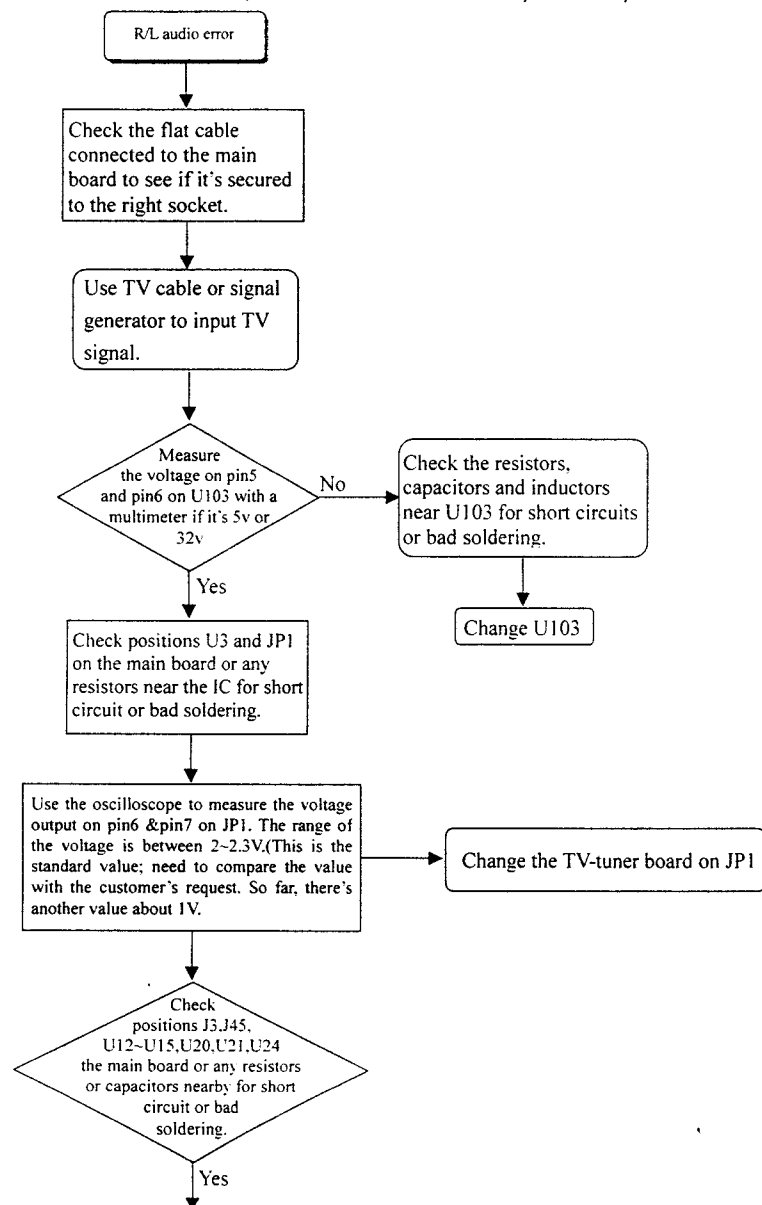 R/L audio error
Check the flat cable
connected to the main
board to see if it's secured
to the right socket.
Use TV cable or signal
generator to input TV
signal.
Measure
the voltage on pin5
and pin6 on U103 with a
multimeter if it's 5v or
32v
No
Check the resistors,
capacitors and inductors
near U103 for short circuits
or bad soldering.
Yes
Change U103
Check positions U3 and JP1
on the main board or any
resistors near the IC for short
circuit or bad soldering.
Use the oscilloscope to measure the voltage
output on pin6 &pin7 on JP1. The range of
the voltage is between 2~2.3V.(This is the
standard value; need to compare the value
with the customer's request. So far, there's
another value about 1V.
Change the TV-tuner board on JP1
Check
positions J3,J45,
U12~U15,U20,U21,U24
the main board or any resistors
or capacitors nearby for short
circuit or bad
soldering.
Yes